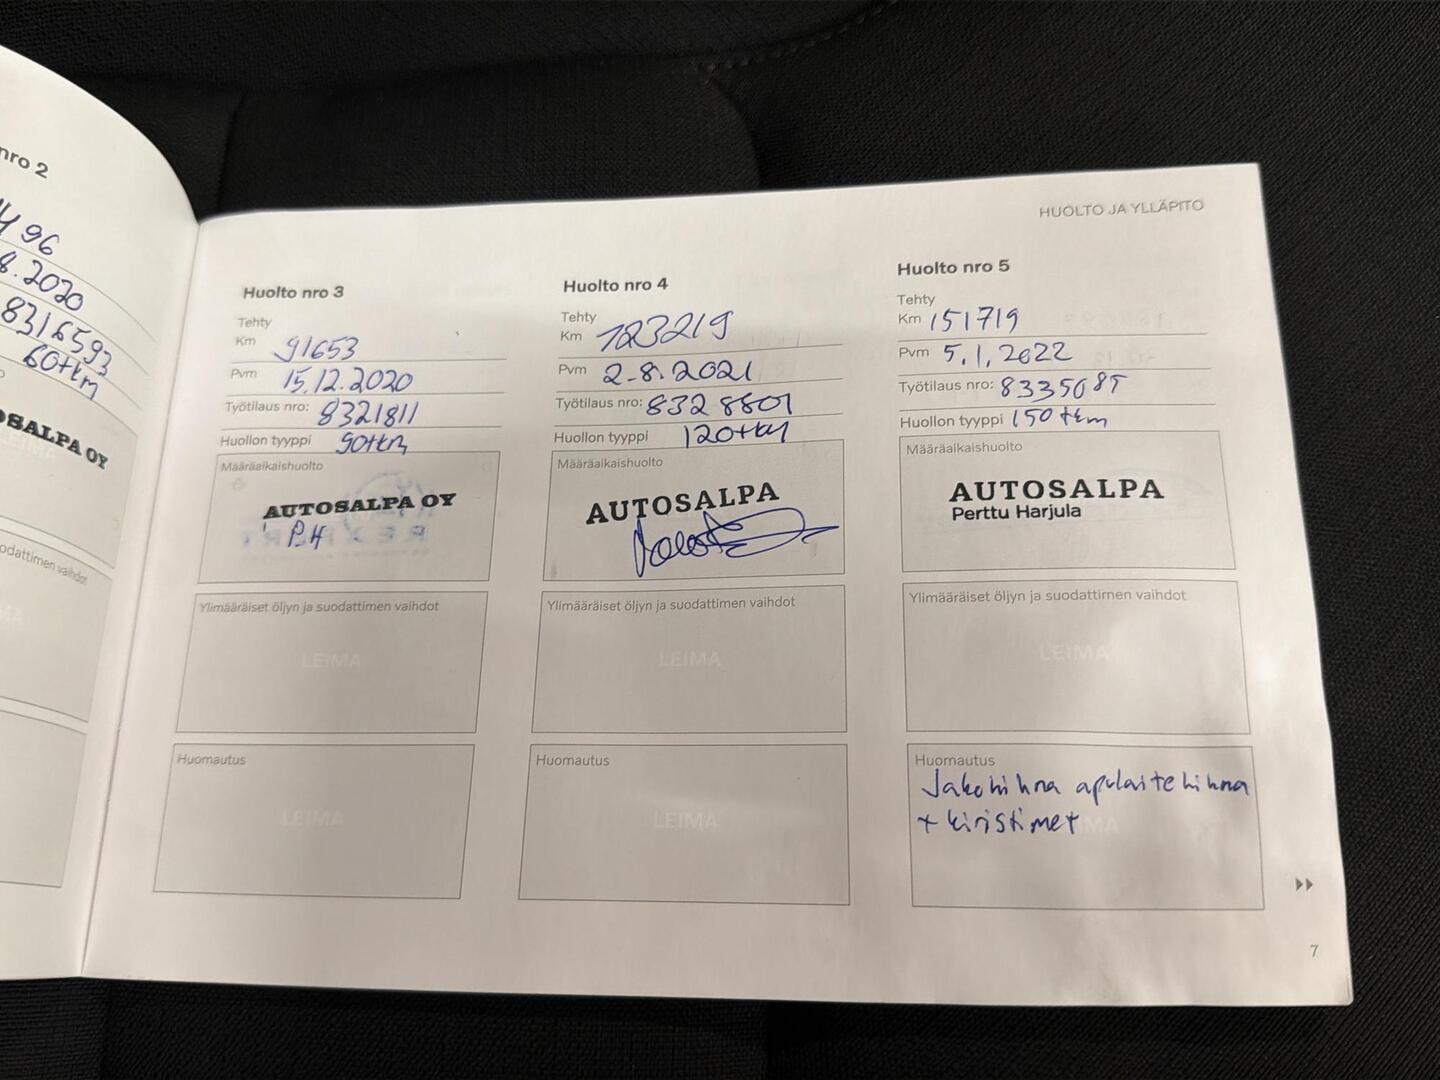 nro 2
96
8.2020
8316593
60tkm
OSALPA OY
LEIMA
odattimen vaihdot
HUOLTO JA YLLÄPITO
Huolto nro 3
Tehty
Km 91653
Pvm 15.12.2020
Työtilaus nro: 8321811
Huollon tyyppi 90tkm
Määräaikaishuolto
AUTOSALPA OY
P.H
Ylimääräiset öljyn ja suodattimen vaihdot
LEIMA
Huomautus
LEIMA
Huolto nro 4
Tehty
Km 123219
Pvm 2.8.2021
Työtilaus nro: 8328801
Huollon tyyppi 120tkm
Määräaikaishuolto
AUTOSALPA
Ylimääräiset öljyn ja suodattimen vaihdot
LEIMA
Huomautus
LEIMA
Huolto nro 5
Tehty
Km 151719
Pvm 5.1.2022
Työtilaus nro: 8335085
Huollon tyyppi 150tkm
Määräaikaishuolto
AUTOSALPA
Perttu Harjula
Ylimääräiset öljyn ja suodattimen vaihdot
LEIMA
Huomautus
Jakohihna apulaitehihna
+ kiristimet
7